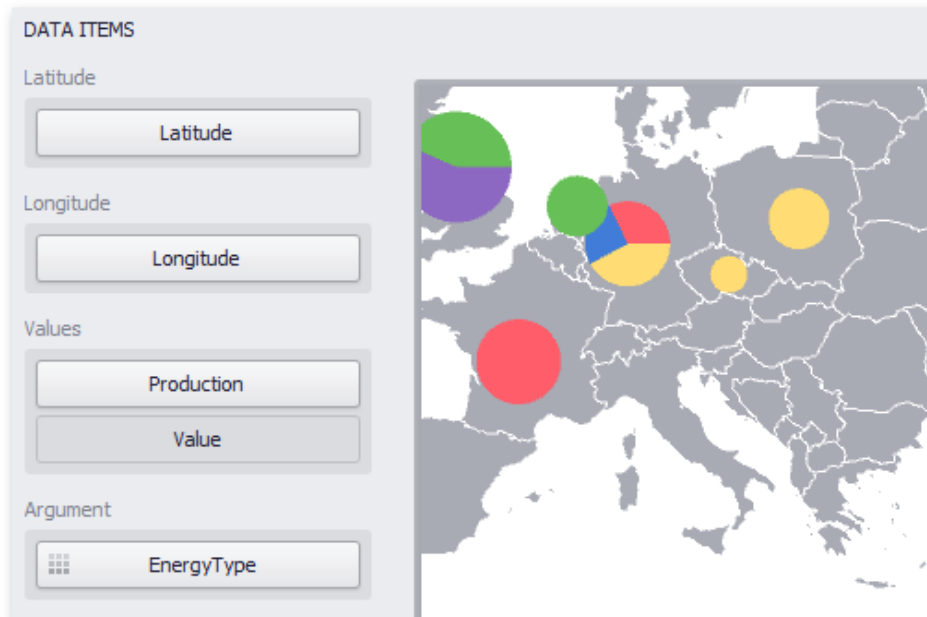 DATA ITEMS
Latitude
Latitude
Longitude
Longitude
Values
Production
Value
Argument
EnergyType